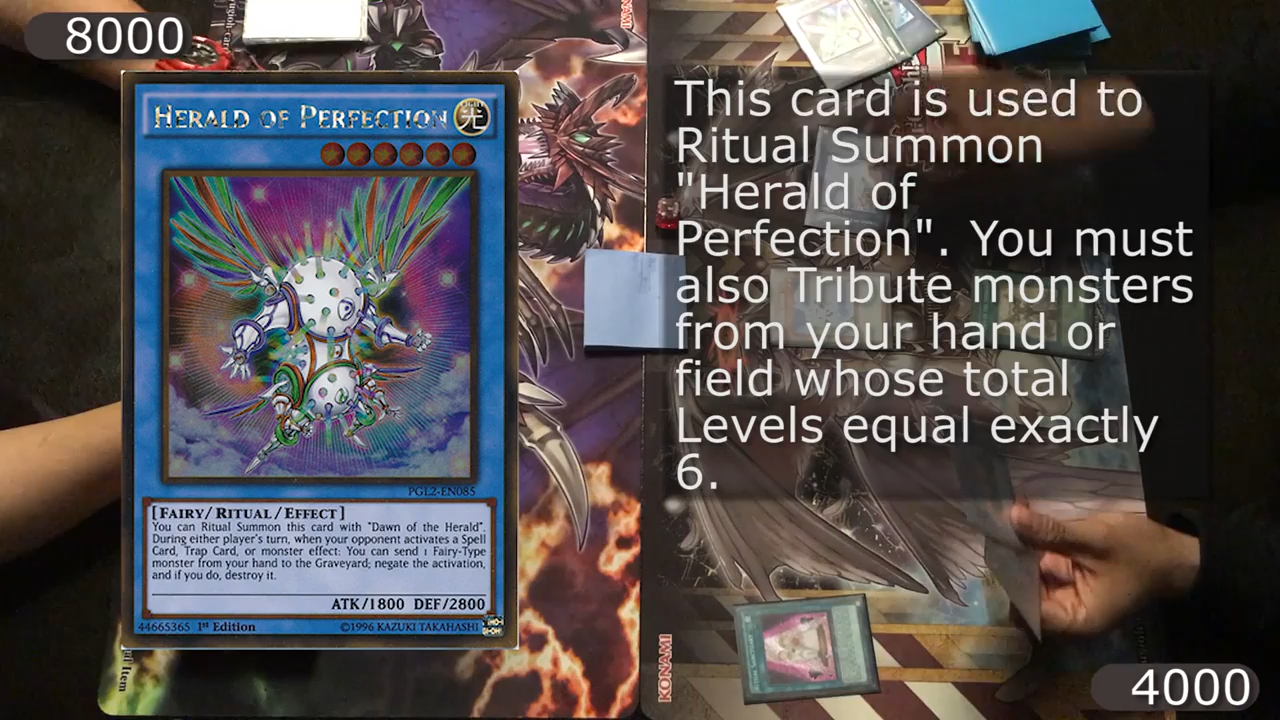 8000
HERALD OF PERFECTION
光
PGL2-EN085
[FAIRY/RITUAL/EFFECT]
You can Ritual Summon this card with "Dawn of the Herald".
During either player's turn, when your opponent activates a Spell
Card, Trap Card, or monster effect: You can send 1 Fairy-Type
monster from your hand to the Graveyard; negate the activation,
and if you do, destroy it.
ATK/1800 DEF/2800
44665365 1st Edition ©1996 KAZUKI TAKAHASHI
This card is used to
Ritual Summon
"Herald of
Perfection". You must
also Tribute monsters
from your hand or
field whose total
Levels equal exactly
6.
KONAMI
4000